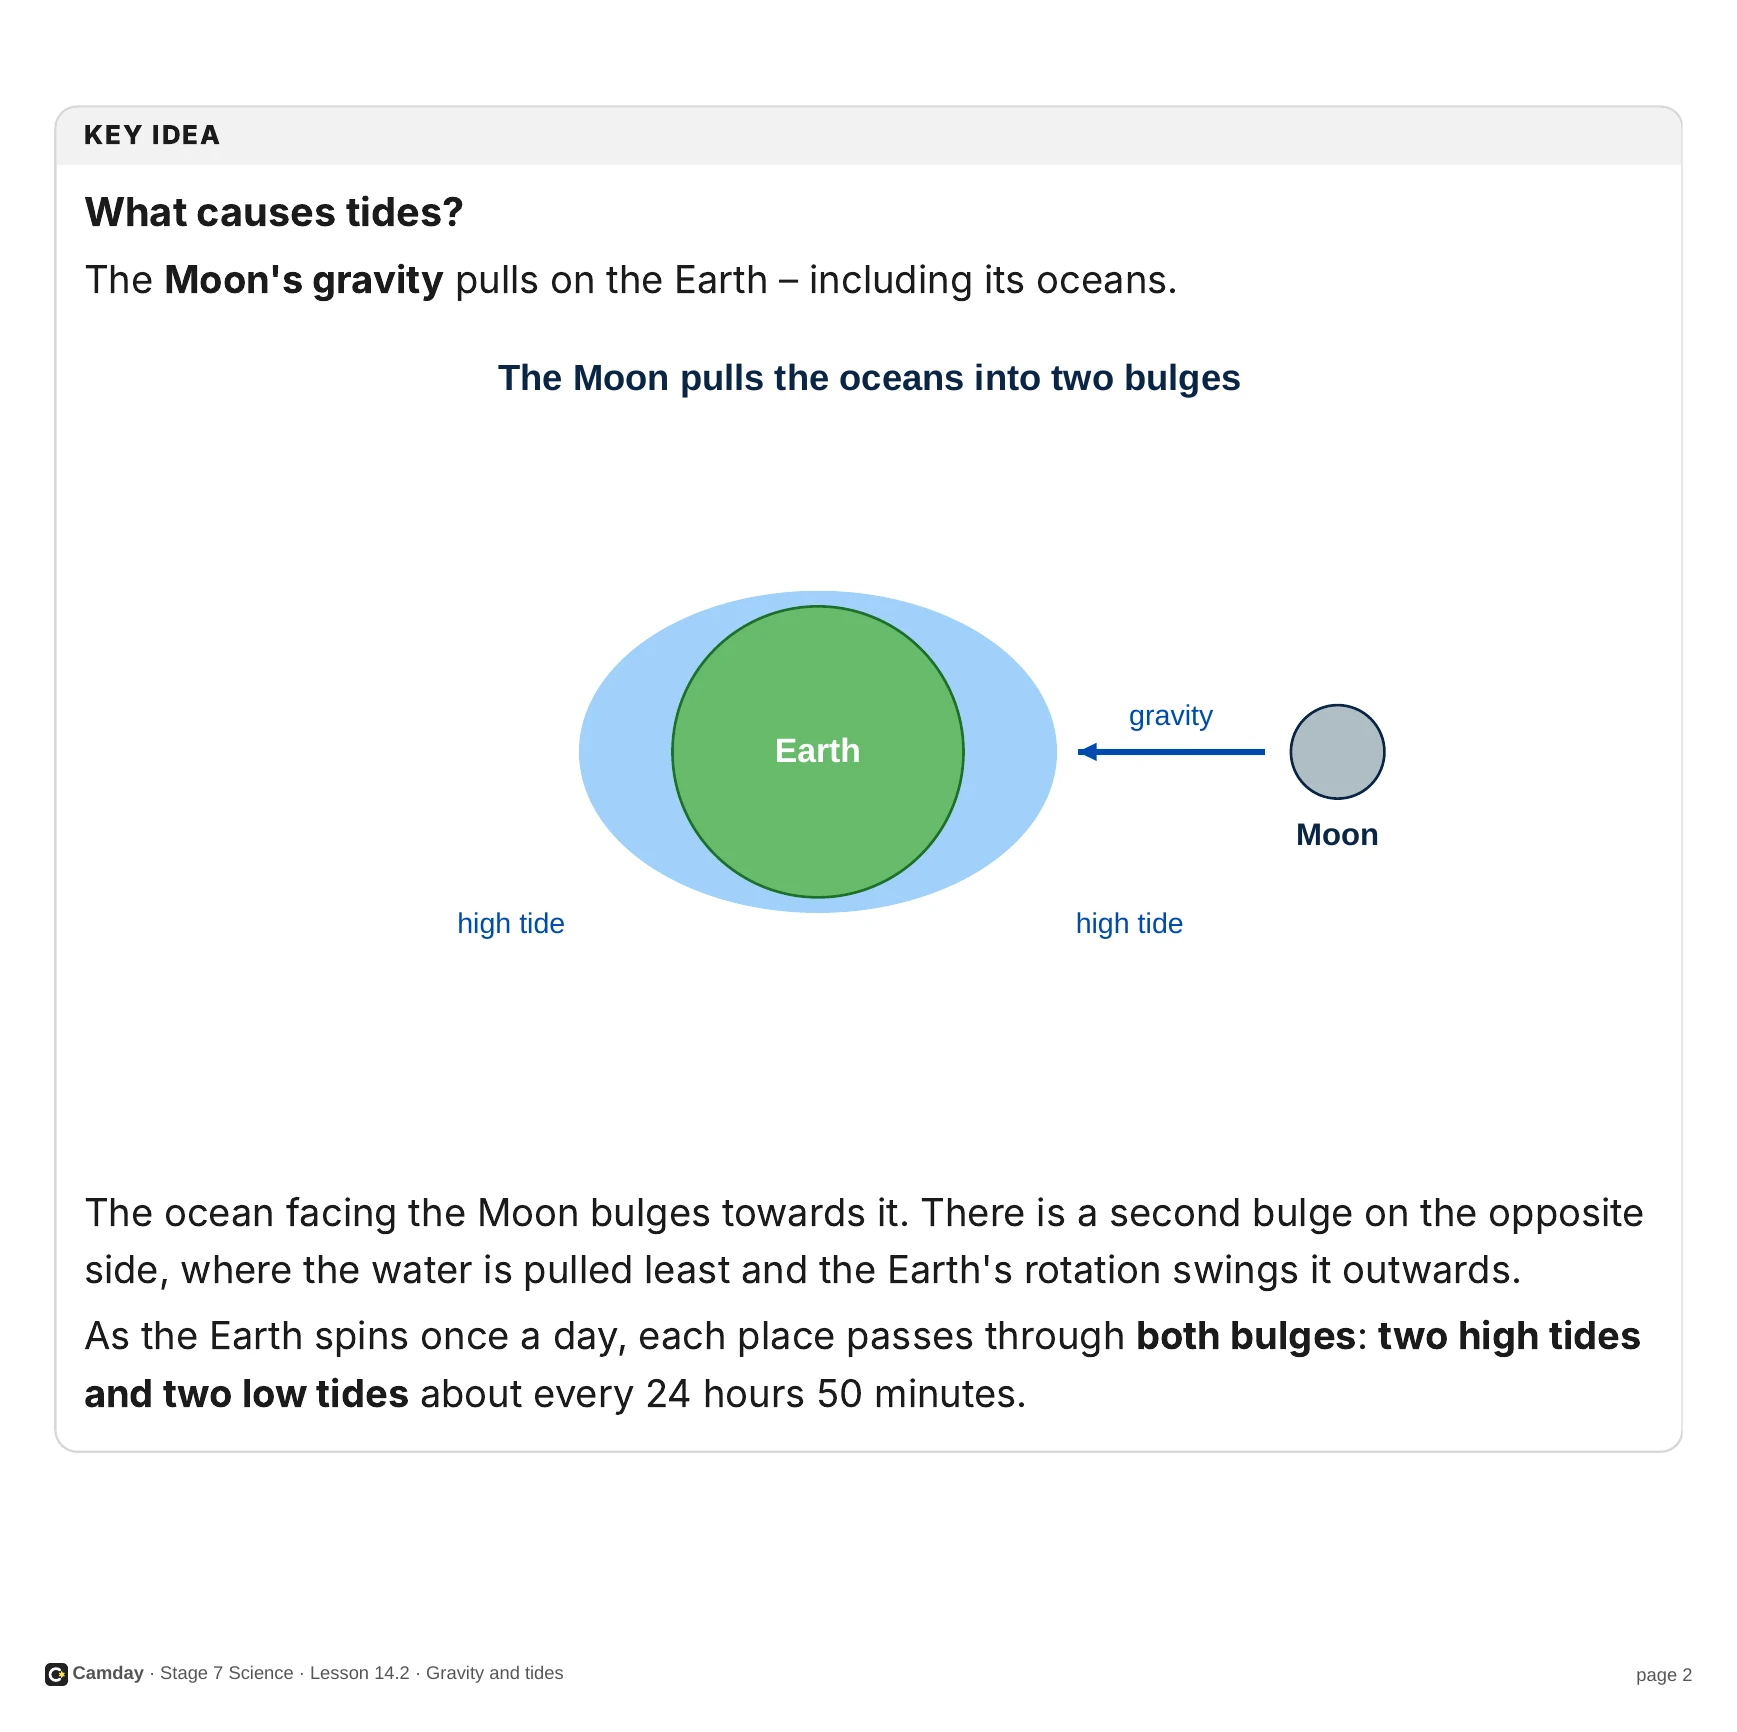 KEY IDEA
What causes tides?
The Moon's gravity pulls on the Earth – including its oceans.
The Moon pulls the oceans into two bulges
gravity
Earth
Moon
high tide
high tide
The ocean facing the Moon bulges towards it. There is a second bulge on the opposite
side, where the water is pulled least and the Earth's rotation swings it outwards.
As the Earth spins once a day, each place passes through both bulges: two high tides
and two low tides about every 24 hours 50 minutes.
Camday · Stage 7 Science · Lesson 14.2 · Gravity and tides
page 2